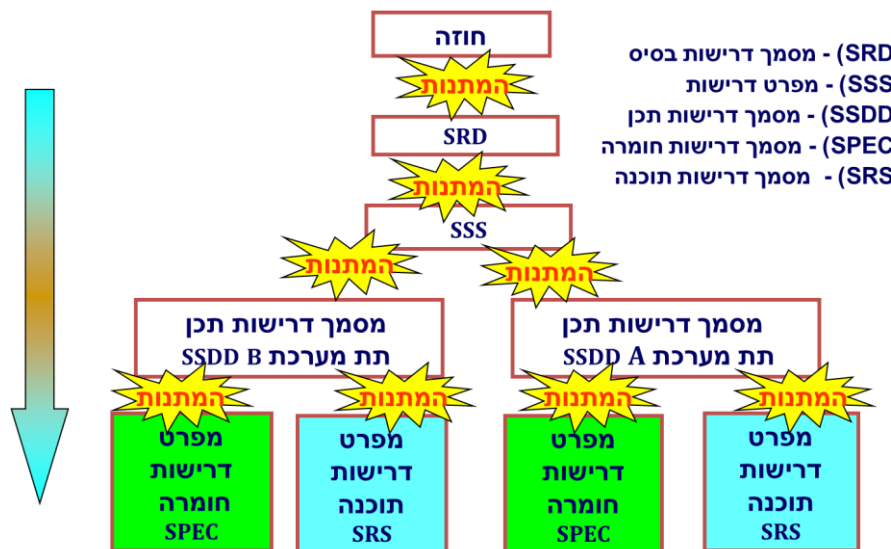 חוזה
המתנות
SRD
המתנות
SSS
המתנות
המתנות
(SRD) - מסמך דרישות בסיס
(SSS) - מפרט דרישות
(SSDD) - מסמך דרישות תכן
(SPEC) - מסמך דרישות חומרה
(SRS) - מסמך דרישות תוכנה
מסמך דרישות תכן
תת מערכת SSDD A
מסמך דרישות תכן
תת מערכת SSDD B
המתנות
המתנות
המתנות
המתנות
מפרט
דרישות
תוכנה
SRS
מפרט
דרישות
חומרה
SPEC
מפרט
דרישות
תוכנה
SRS
מפרט
דרישות
חומרה
SPEC